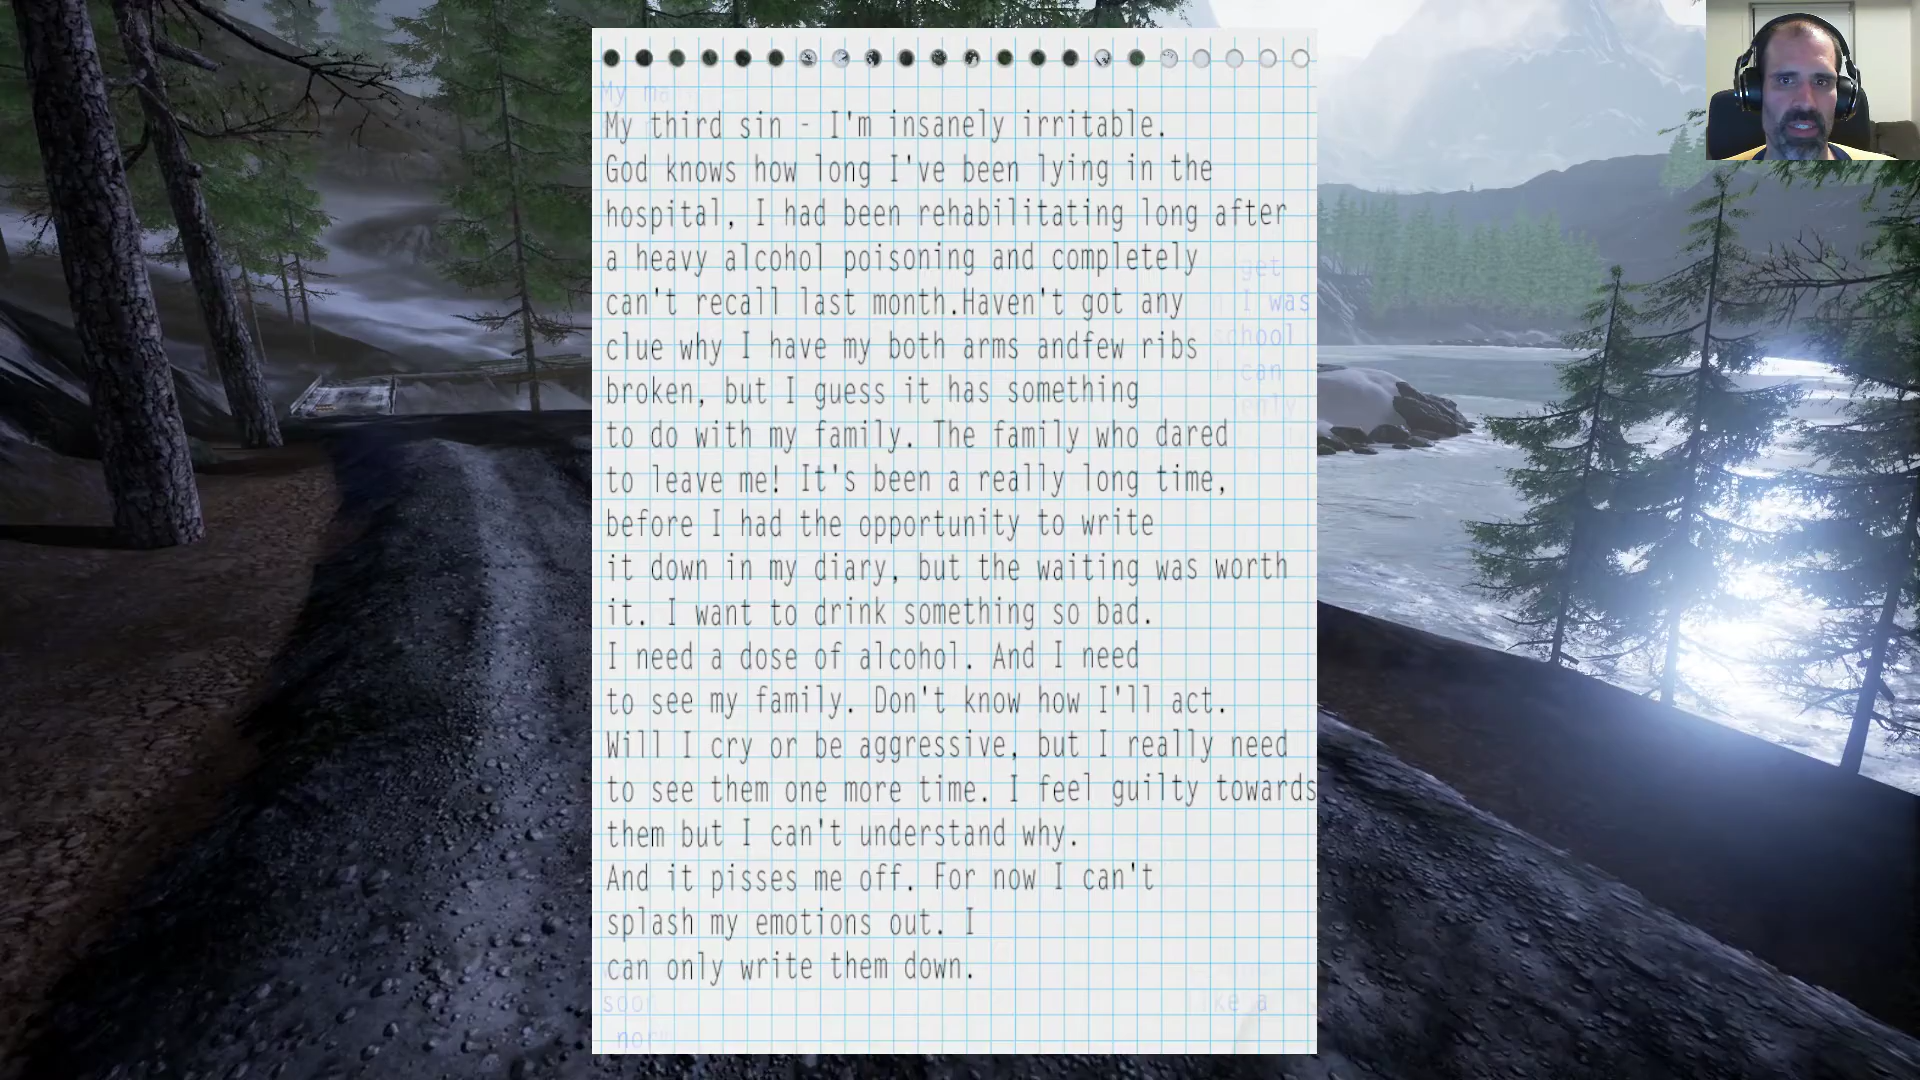 My ma
My third sin - I'm insanely irritable.
God knows how long I've been lying in the
hospital, I had been rehabilitating long after
a heavy alcohol poisoning and completely
can't recall last month.Haven't got any
clue why I have my both arms andfew ribs
broken, but I guess it has something
to do with my family. The family who dared
to leave me! It's been a really long time,
before I had the opportunity to write
it down in my diary, but the waiting was worth
it. I want to drink something so bad.
I need a dose of alcohol. And I need
to see my family. Don't know how I'll act.
Will I cry or be aggressive, but I really need
to see them one more time. I feel guilty towards
them but I can't understand why.
And it pisses me off. For now I can't
splash my emotions out. I
can only write them down.
get
I was
school
can